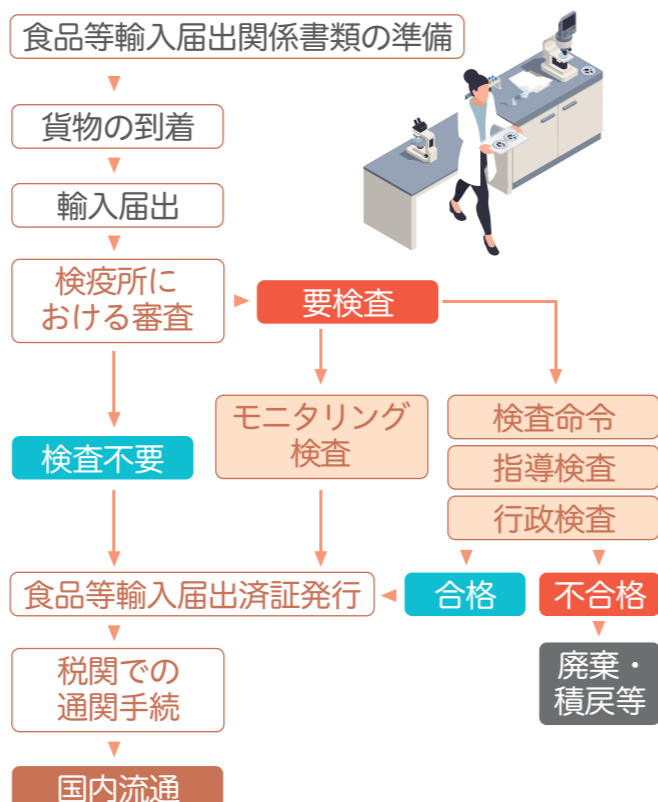 食品等輸入届出関係書類の準備
貨物の到着
輸入届出
検疫所に
おける審査
要検査
モニタリング
検査
検査命令
指導検査
行政検査
検査不要
食品等輸入届出済証発行
合格
不合格
税関での
通関手続
廃棄・
積戻等
国内流通